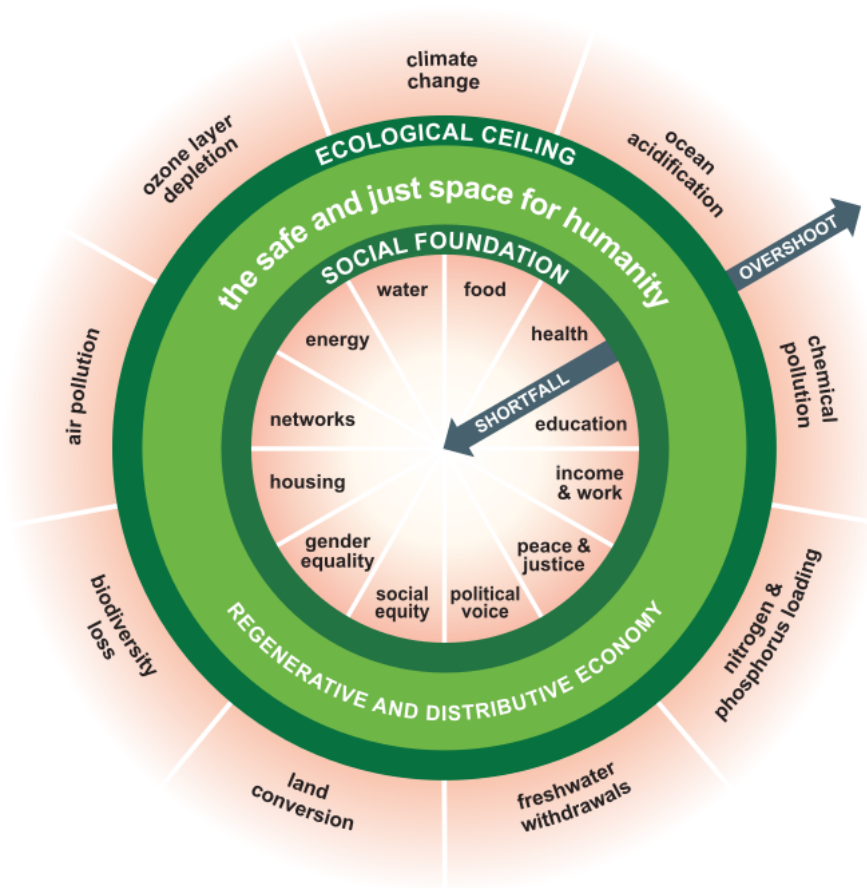 climate
change
ozone layer
depletion
ocean
acidification
ECOLOGICAL CEILING
the safe and just space for humanity
OVERSHOOT
SOCIAL FOUNDATION
water
food
energy
health
air pollution
chemical
pollution
SHORTFALL
networks
education
housing
income
& work
gender
equality
peace &
justice
social
equity
political
voice
biodiversity
loss
nitrogen &
phosphorus loading
REGENERATIVE AND DISTRIBUTIVE ECONOMY
land
conversion
freshwater
withdrawals